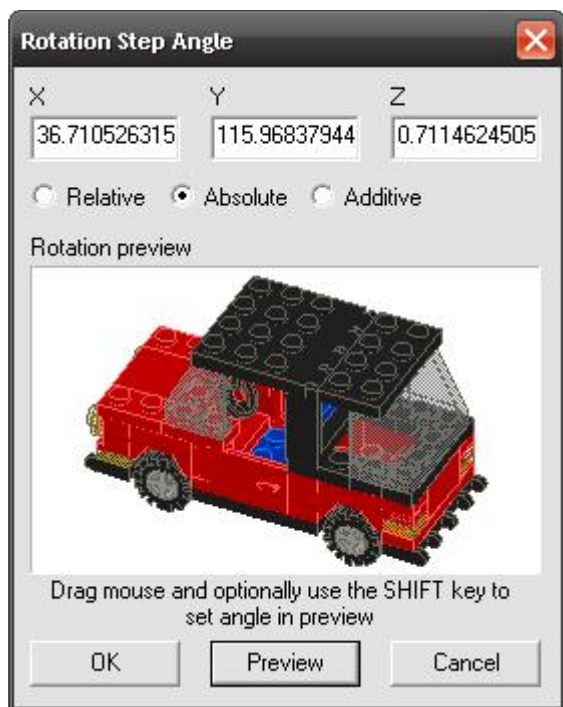 Rotation Step Angle
X Y Z
36.710526315 115.96837944 0.7114624505
Relative Absolute Additive
Rotation preview
Drag mouse and optionally use the SHIFT key to
set angle in preview
OK Preview Cancel